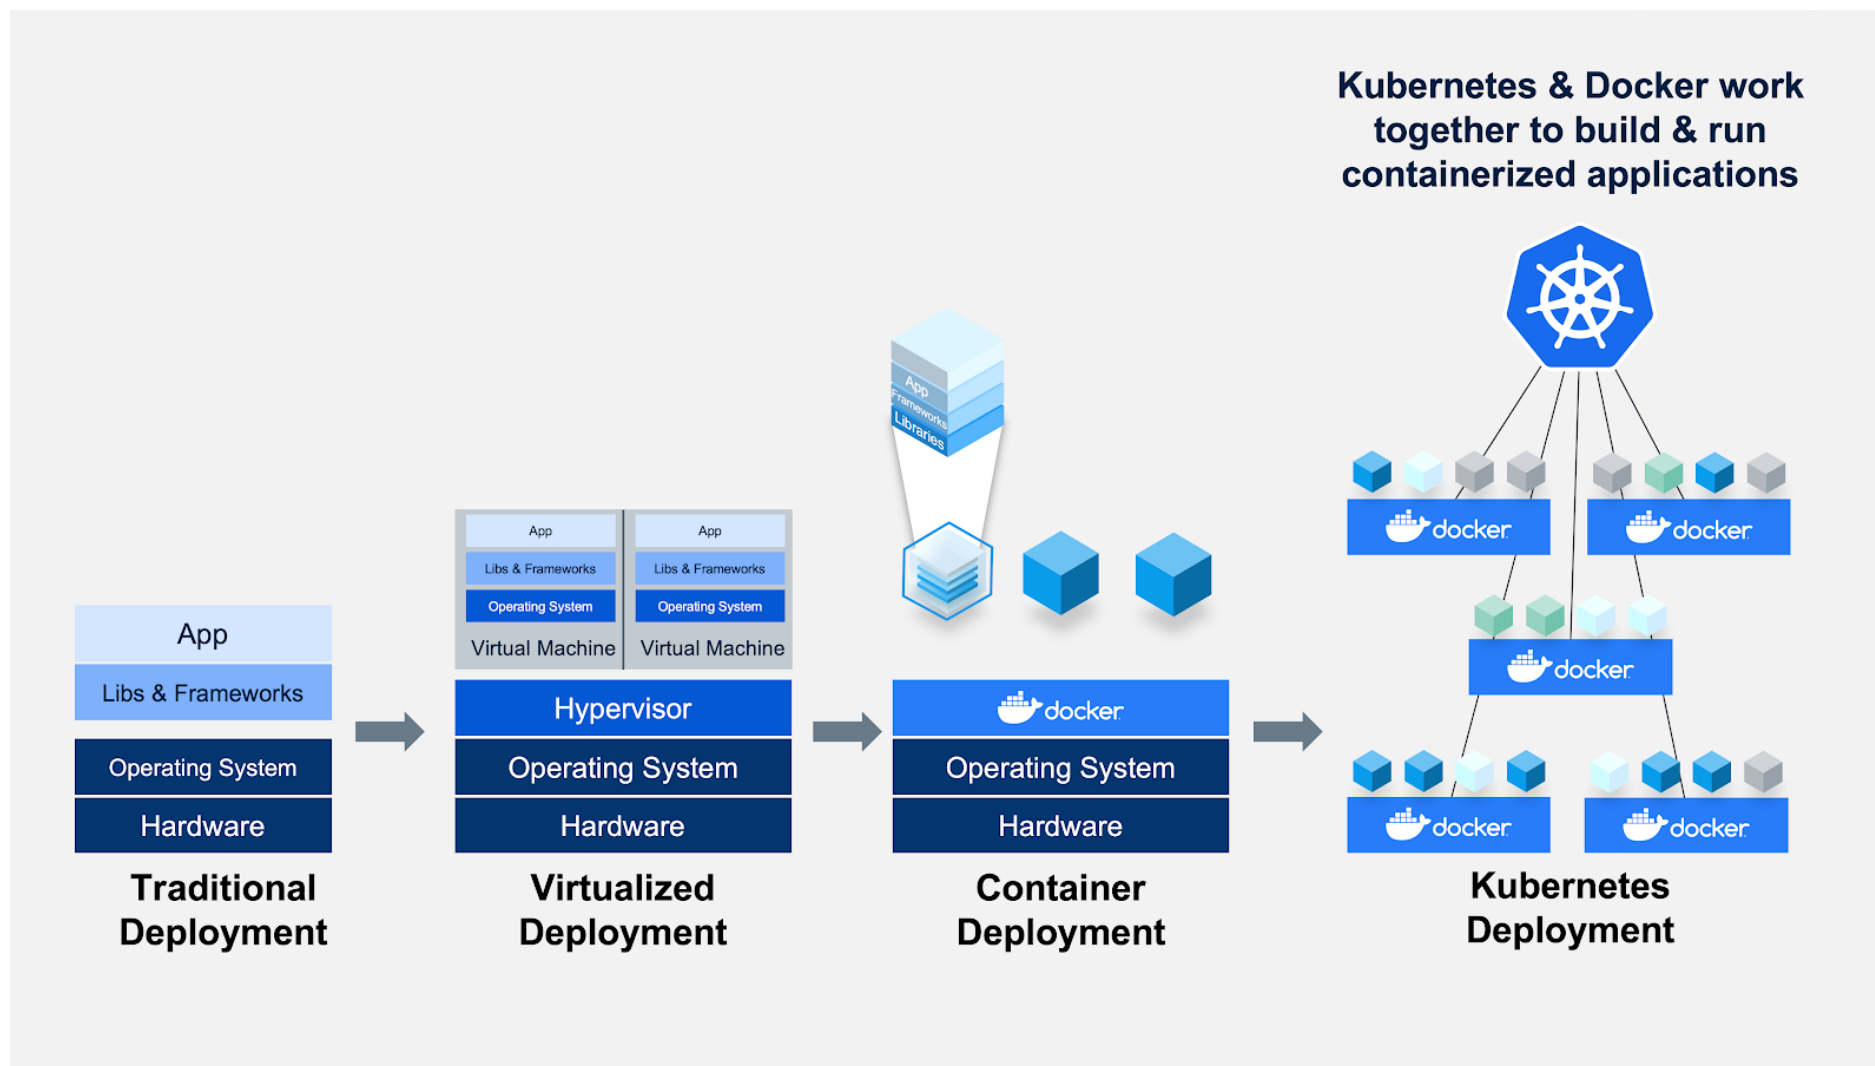 Kubernetes & Docker work
together to build & run
containerized applications
App
Libs & Frameworks
Operating System
Hardware
Traditional
Deployment
App
Libs & Frameworks
Operating System
Virtual Machine
App
Libs & Frameworks
Operating System
Virtual Machine
Hypervisor
Operating System
Hardware
Virtualized
Deployment
App
Frameworks
Libraries
docker
Operating System
Hardware
Container
Deployment
docker
docker
docker
docker
docker
Kubernetes
Deployment